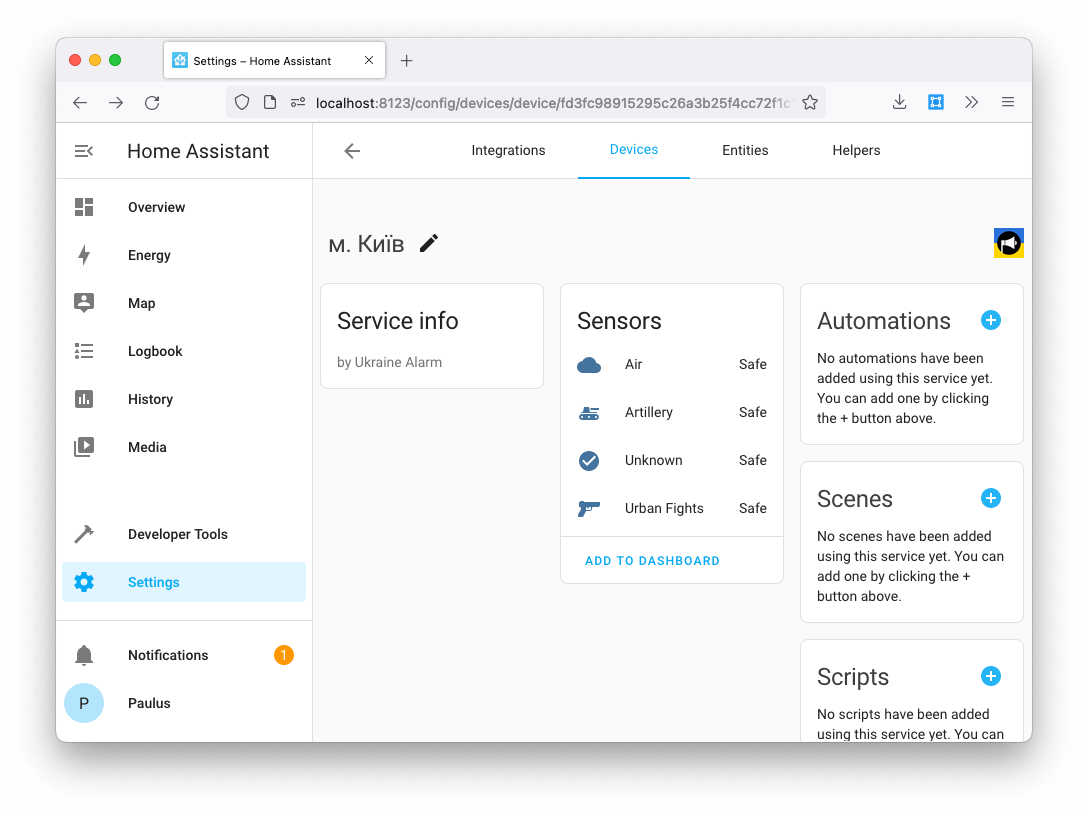 Settings – Home Assistant
localhost:8123/config/devices/device/fd3fc98915295c26a3b25f4cc72f1c
Home Assistant
Integrations
Devices
Entities
Helpers
Overview
Energy
Map
Logbook
History
Media
Developer Tools
Settings
Notifications
1
P
Paulus
м. Київ
Service info
by Ukraine Alarm
Sensors
Air Safe
Artillery Safe
Unknown Safe
Urban Fights Safe
ADD TO DASHBOARD
Automations
No automations have been
added using this service yet.
You can add one by clicking
the + button above.
Scenes
No scenes have been added
using this service yet. You can
add one by clicking the +
button above.
Scripts
No scripts have been added
using this service yet. You can